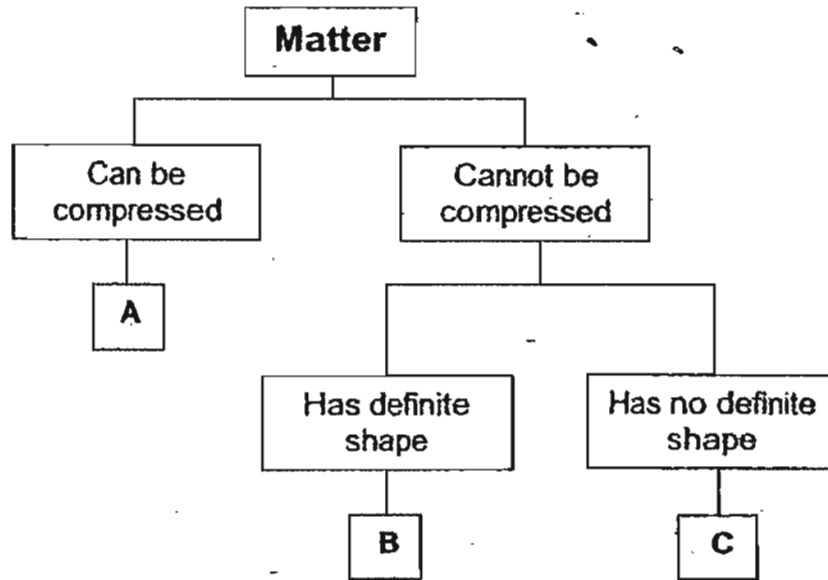 Matter
Can be
compressed
Cannot be
compressed
A
Has definite
shape
Has no definite
shape
B
C